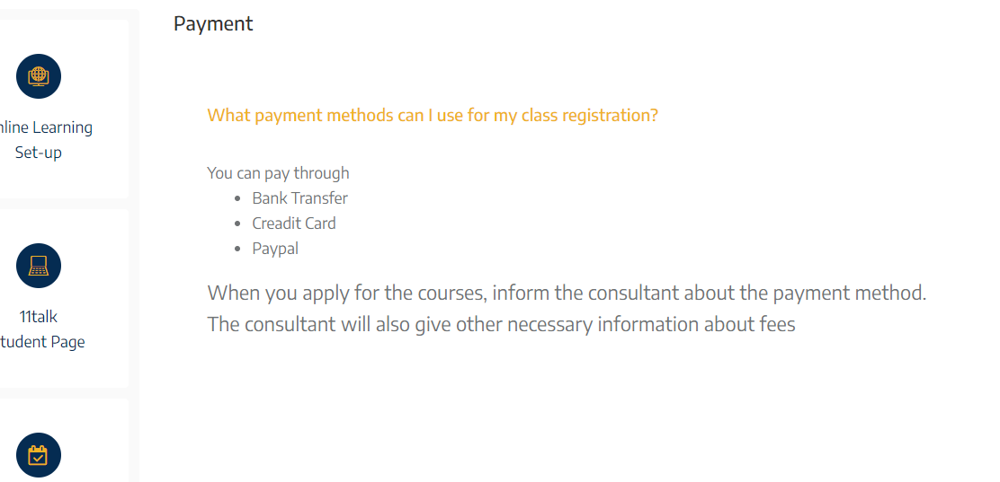 Payment
nline Learning
Set-up
11talk
tudent Page
What payment methods can I use for my class registration?
You can pay through
Bank Transfer
Creadit Card
Paypal
When you apply for the courses, inform the consultant about the payment method.
The consultant will also give other necessary information about fees